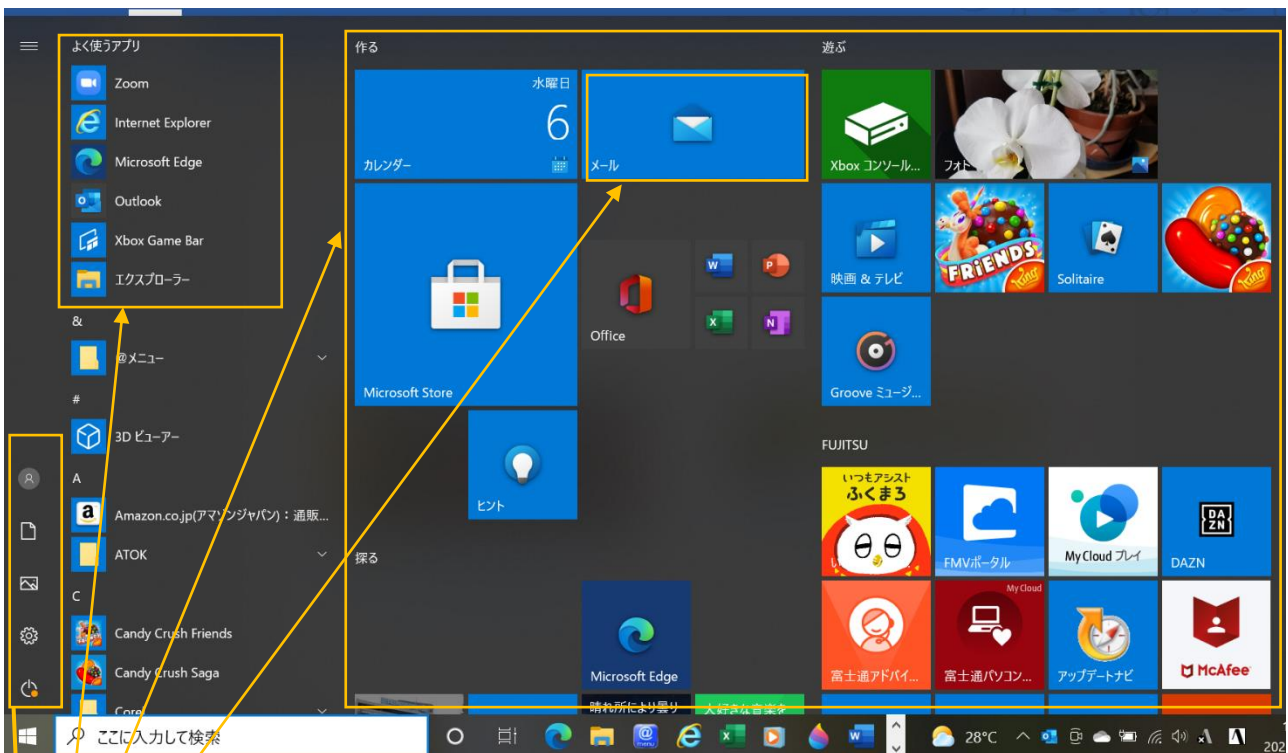 よく使うアプリ
Zoom
Internet Explorer
Microsoft Edge
Outlook
Xbox Game Bar
エクスプローラー
&
@メニュー
#
3D ビューアー
A
Amazon.co.jp(アマゾンジャパン)：通販...
ATOK
C
Candy Crush Friends
Candy Crush Saga
Corel
作る
水曜日
6
カレンダー
メール
Microsoft Store
Office
ヒント
探る
Microsoft Edge
晴れ所により曇り
大好きな音楽を
遊ぶ
Xbox コンソール...
フォト
映画 & テレビ
FRiENDS
King
Solitaire
King
Groove ミュージ...
FUJITSU
いつもアシスト
ふくまろ
FMVポータル
My Cloud プレイ
DA
ZN
DAZN
富士通アドバイ...
My Cloud
富士通パソコン...
アップデートナビ
McAfee
ここに入力して検索
menu
28°C
202